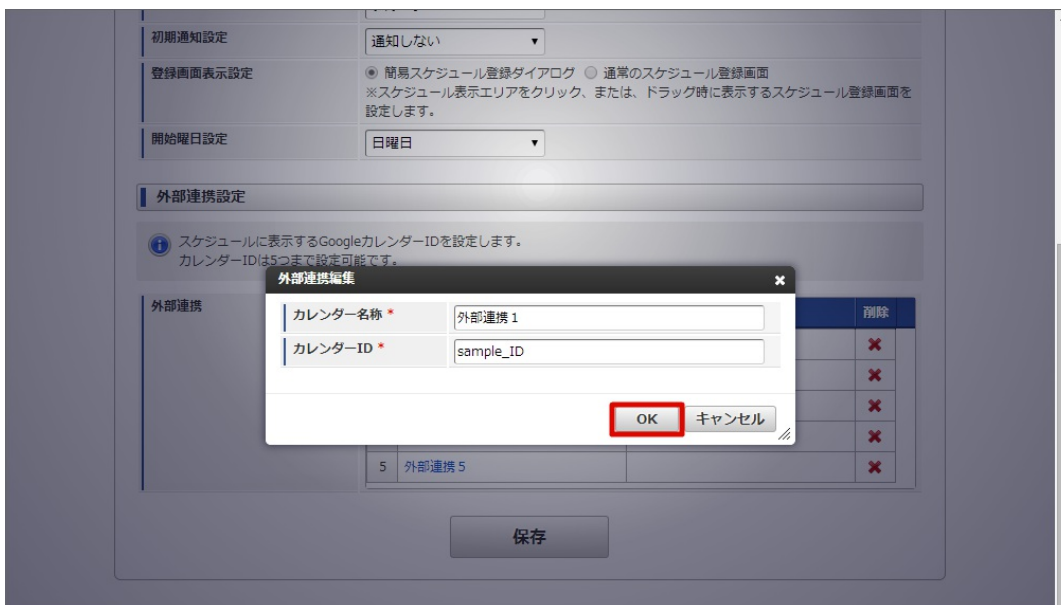 初期通知設定
通知しない
登録画面表示設定
簡易スケジュール登録ダイアログ 通常のスケジュール登録画面
※スケジュール表示エリアをクリック、または、ドラッグ時に表示するスケジュール登録画面を
設定します。
開始曜日設定
日曜日
外部連携設定
スケジュールに表示するGoogleカレンダーIDを設定します。
カレンダーIDは5つまで設定可能です。
外部連携編集
外部連携
削除
カレンダー名称 *
外部連携1
カレンダーID *
sample_ID
OK
キャンセル
5 外部連携5
保存